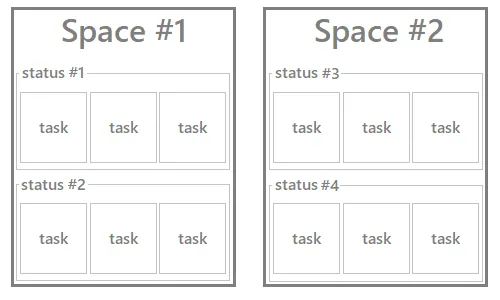 Space #1
status #1
task task task
status #2
task task task
Space #2
status #3
task task task
status #4
task task task